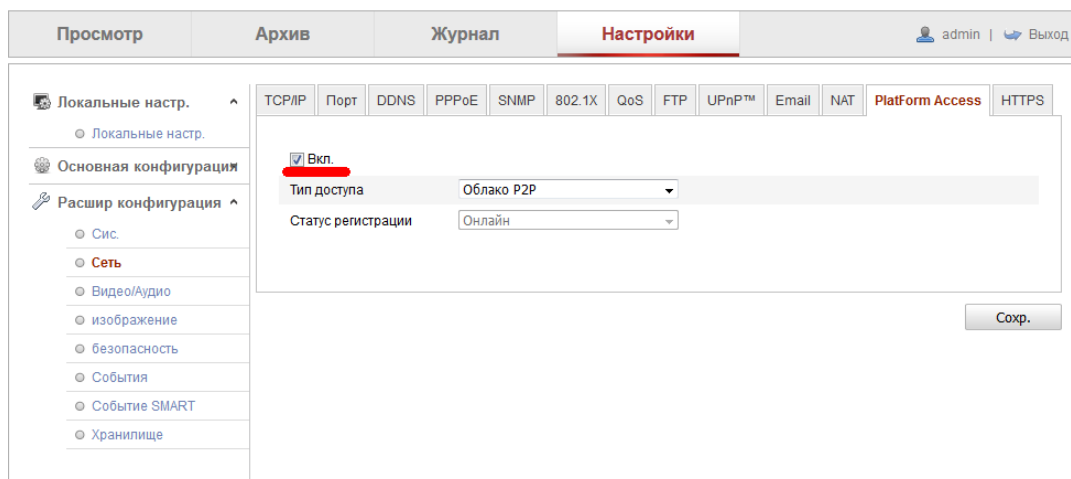 Просмотр Архив Журнал Настройки admin | Выход
Локальные настр.
Локальные настр.
Основная конфигурация
Расшир конфигурация
Сис.
Сеть
Видео/Аудио
изображение
безопасность
События
Событие SMART
Хранилище
TCP/IP Порт DDNS PPPoE SNMP 802.1X QoS FTP UPnP™ Email NAT PlatForm Access HTTPS
Вкл.
Тип доступа Облако P2P
Статус регистрации Онлайн
Сохр.